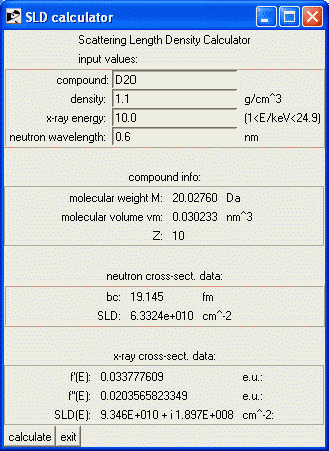 SLD calculator
Scattering Length Density Calculator
input values:
compound: D2O
density: 1.1 g/cm^3
x-ray energy: 10.0 (1<E/keV<24.9)
neutron wavelength: 0.6 nm
compound info:
molecular weight M: 20.02760 Da
molecular volume vm: 0.030233 nm^3
Z: 10
neutron cross-sect. data:
bc: 19.145 fm
SLD: 6.3324e+010 cm^-2
x-ray cross-sect. data:
f'(E): 0.033777609 e.u.:
f''(E): 0.0203565823349 e.u.:
SLD(E): 9.346E+010 + i 1.897E+008 cm^-2:
calculate exit